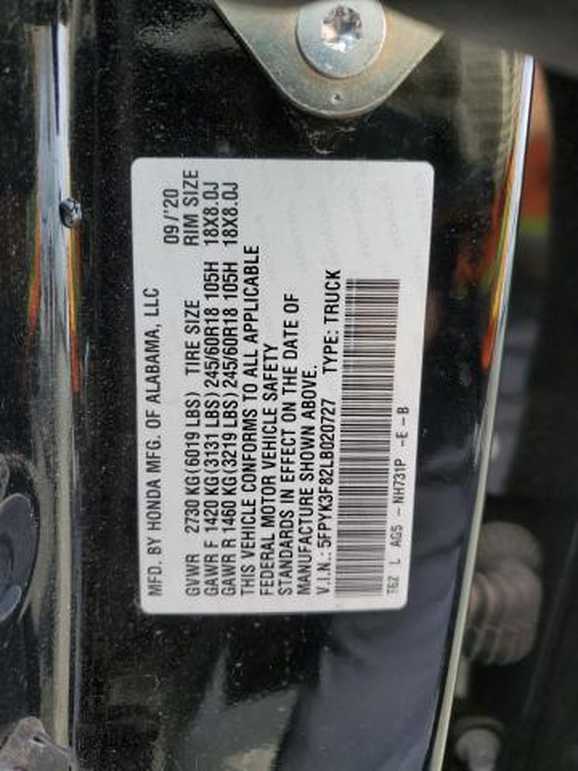 MFD. BY HONDA MFG. OF ALABAMA, LLC 09/'20
GVWR 2730 KG(6019 LBS) TIRE SIZE RIM SIZE
GAWR F 1420 KG(3131 LBS)245/60R18 105H 18X8.0J
GAWR R 1460 KG(3219 LBS)245/60R18 105H 18X8.0J
THIS VEHICLE CONFORMS TO ALL APPLICABLE
FEDERAL MOTOR VEHICLE SAFETY
STANDARDS IN EFFECT ON THE DATE OF
MANUFACTURE SHOWN ABOVE.
V.I.N.: 5FPYK3F82LB020727 TYPE: TRUCK
T6Z L AG5 - NH731P -E -B